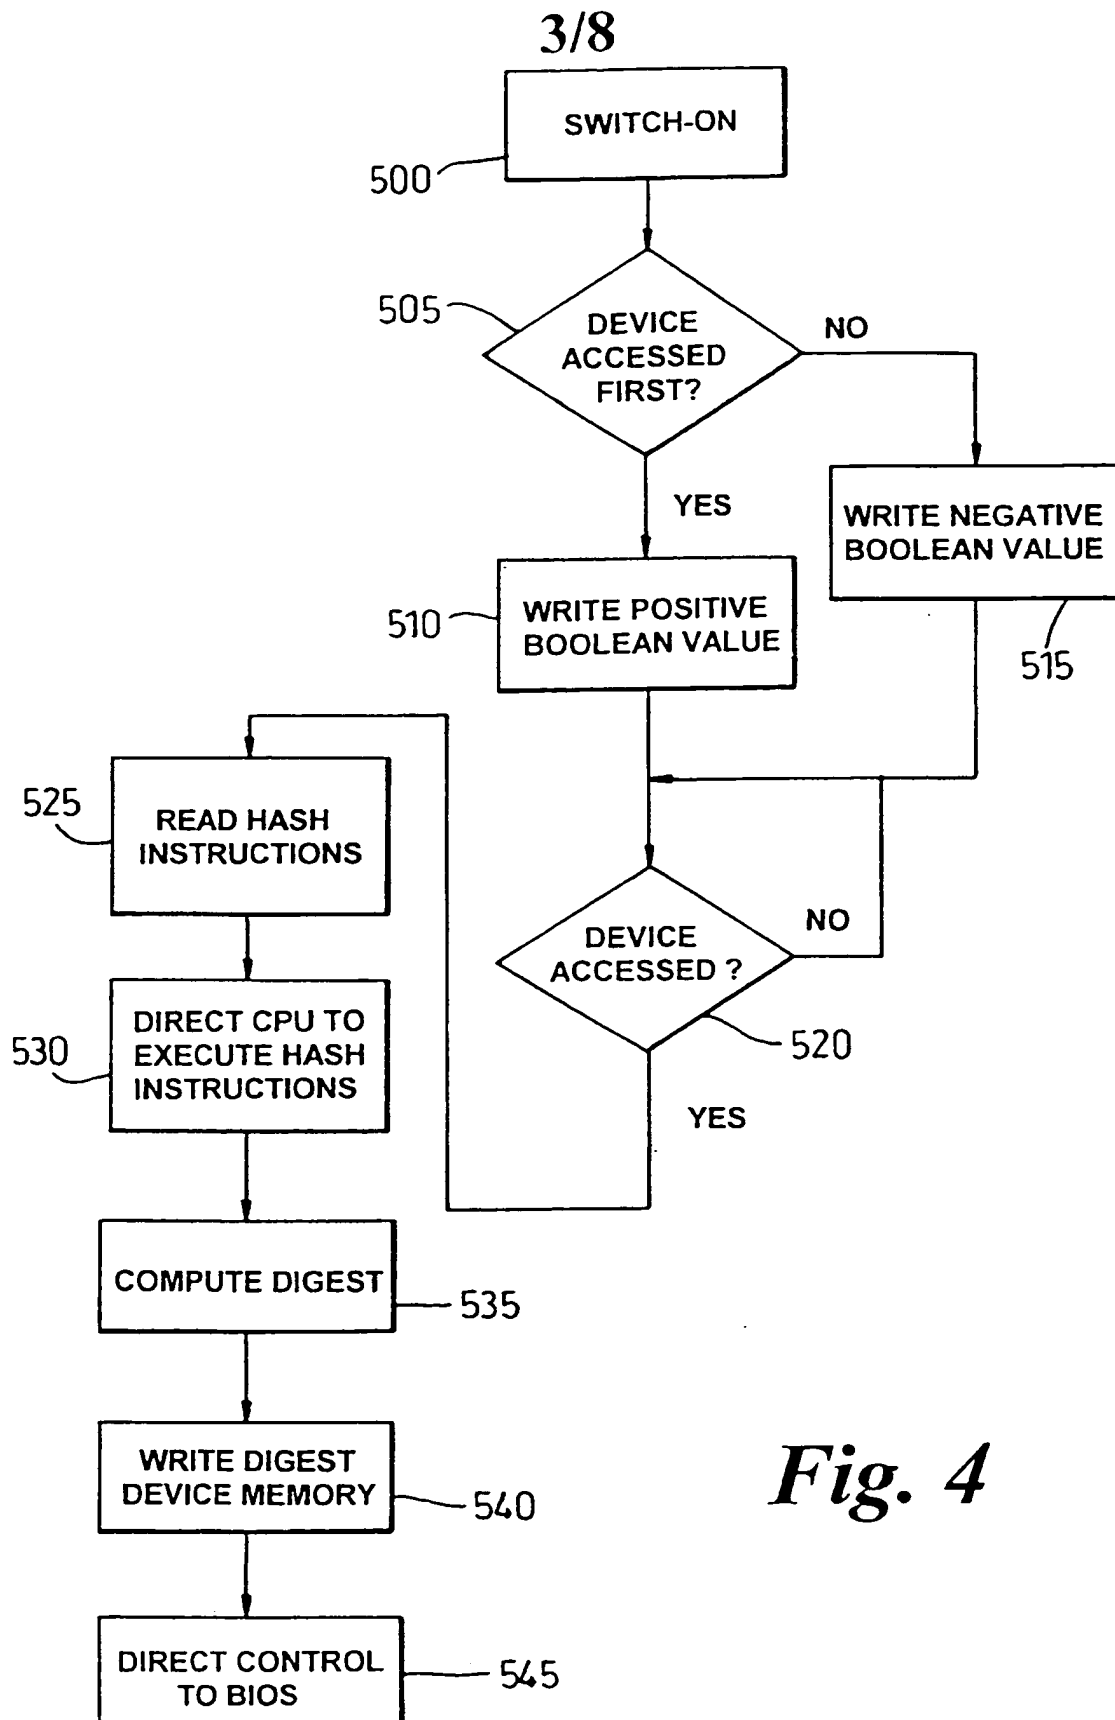 3/8
SWITCH-ON
500
505
DEVICE
ACCESSED
FIRST?
NO
YES
WRITE NEGATIVE
BOOLEAN VALUE
515
510
WRITE POSITIVE
BOOLEAN VALUE
525
READ HASH
INSTRUCTIONS
DEVICE
ACCESSED ?
NO
520
YES
530
DIRECT CPU TO
EXECUTE HASH
INSTRUCTIONS
COMPUTE DIGEST
535
WRITE DIGEST
DEVICE MEMORY
540
DIRECT CONTROL
TO BIOS
545
Fig. 4